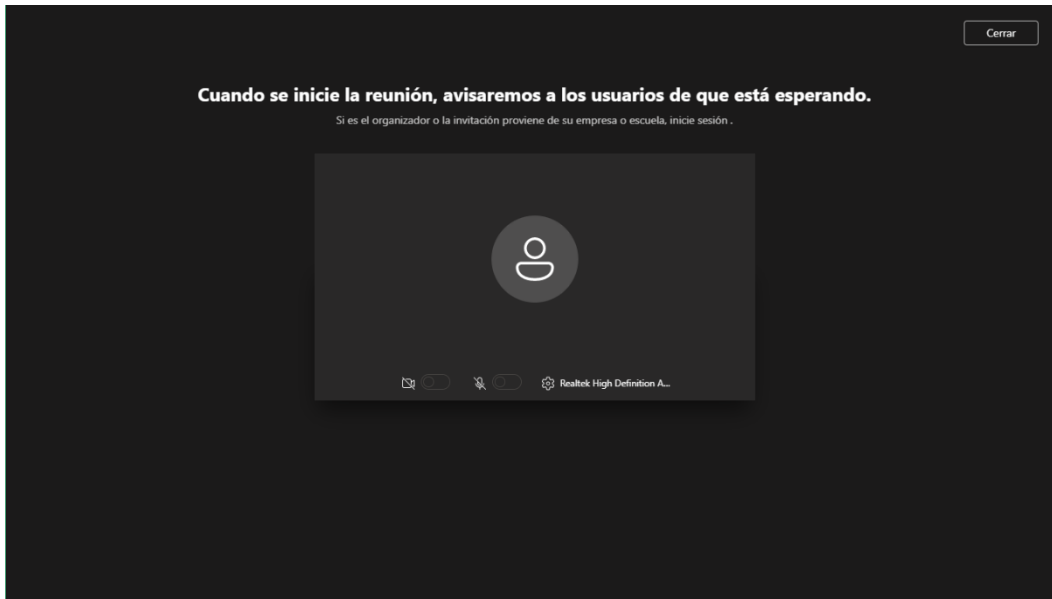 Cerrar
Cuando se inicie la reunión, avisaremos a los usuarios de que está esperando.
Si es el organizador o la invitación proviene de su empresa o escuela, inicie sesión .
Realtek High Definition A...